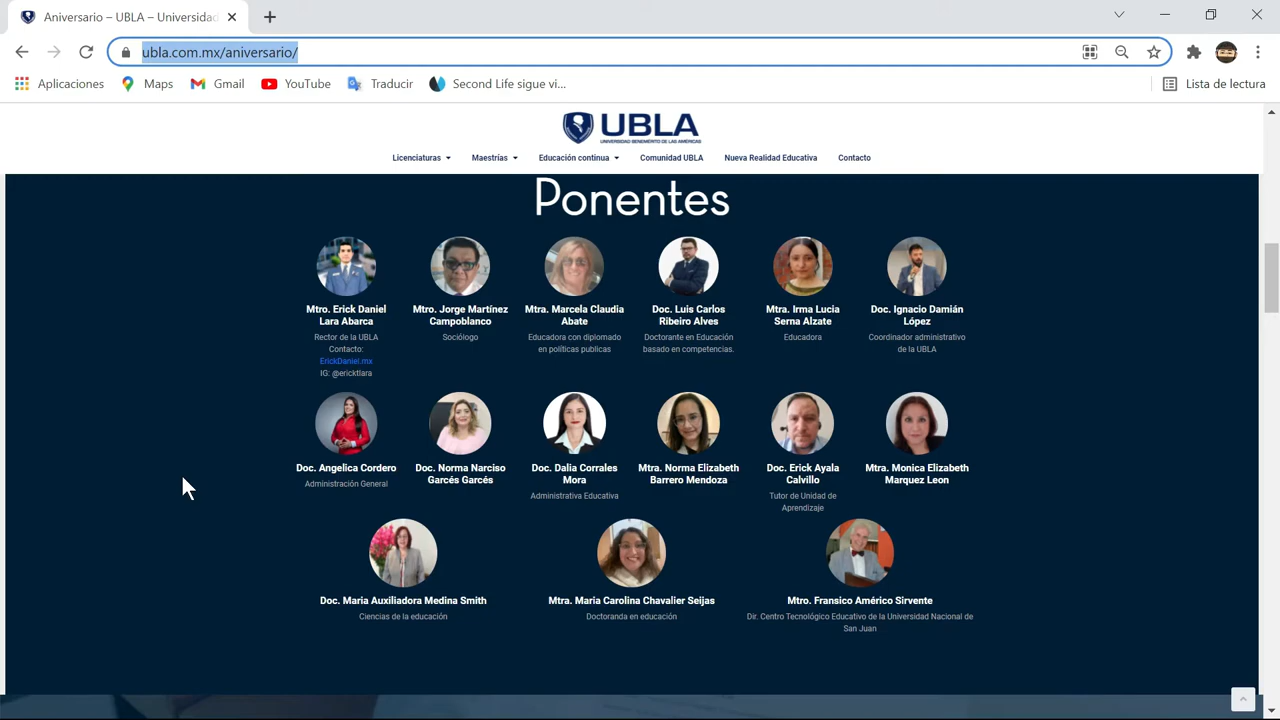 Aniversario – UBLA – Universidad
ubla.com.mx/aniversario/
Aplicaciones Maps Gmail YouTube Traducir Second Life sigue vi... Lista de lectura
UBLA
UNIVERSIDAD BENEMÉRITO DE LAS AMÉRICAS
Licenciaturas Maestrías Educación continua Comunidad UBLA Nueva Realidad Educativa Contacto
Ponentes
Mtro. Erick Daniel
Lara Abarca
Rector de la UBLA
Contacto:
ErickDaniel.mx
IG: @ericktlara
Mtro. Jorge Martínez
Campoblanco
Sociólogo
Mtra. Marcela Claudia
Abate
Educadora con diplomado
en políticas publicas
Doc. Luis Carlos
Ribeiro Alves
Doctorante en Educación
basado en competencias.
Mtra. Irma Lucia
Serna Alzate
Educadora
Doc. Ignacio Damián
López
Coordinador administrativo
de la UBLA
Doc. Angelica Cordero
Administración General
Doc. Norma Narciso
Garcés Garcés
Doc. Dalia Corrales
Mora
Administrativa Educativa
Mtra. Norma Elizabeth
Barrero Mendoza
Doc. Erick Ayala
Calvillo
Tutor de Unidad de
Aprendizaje
Mtra. Monica Elizabeth
Marquez Leon
Doc. Maria Auxiliadora Medina Smith
Ciencias de la educación
Mtra. Maria Carolina Chavalier Seijas
Doctoranda en educación
Mtro. Fransico Américo Sirvente
Dir. Centro Tecnológico Educativo de la Universidad Nacional de
San Juan